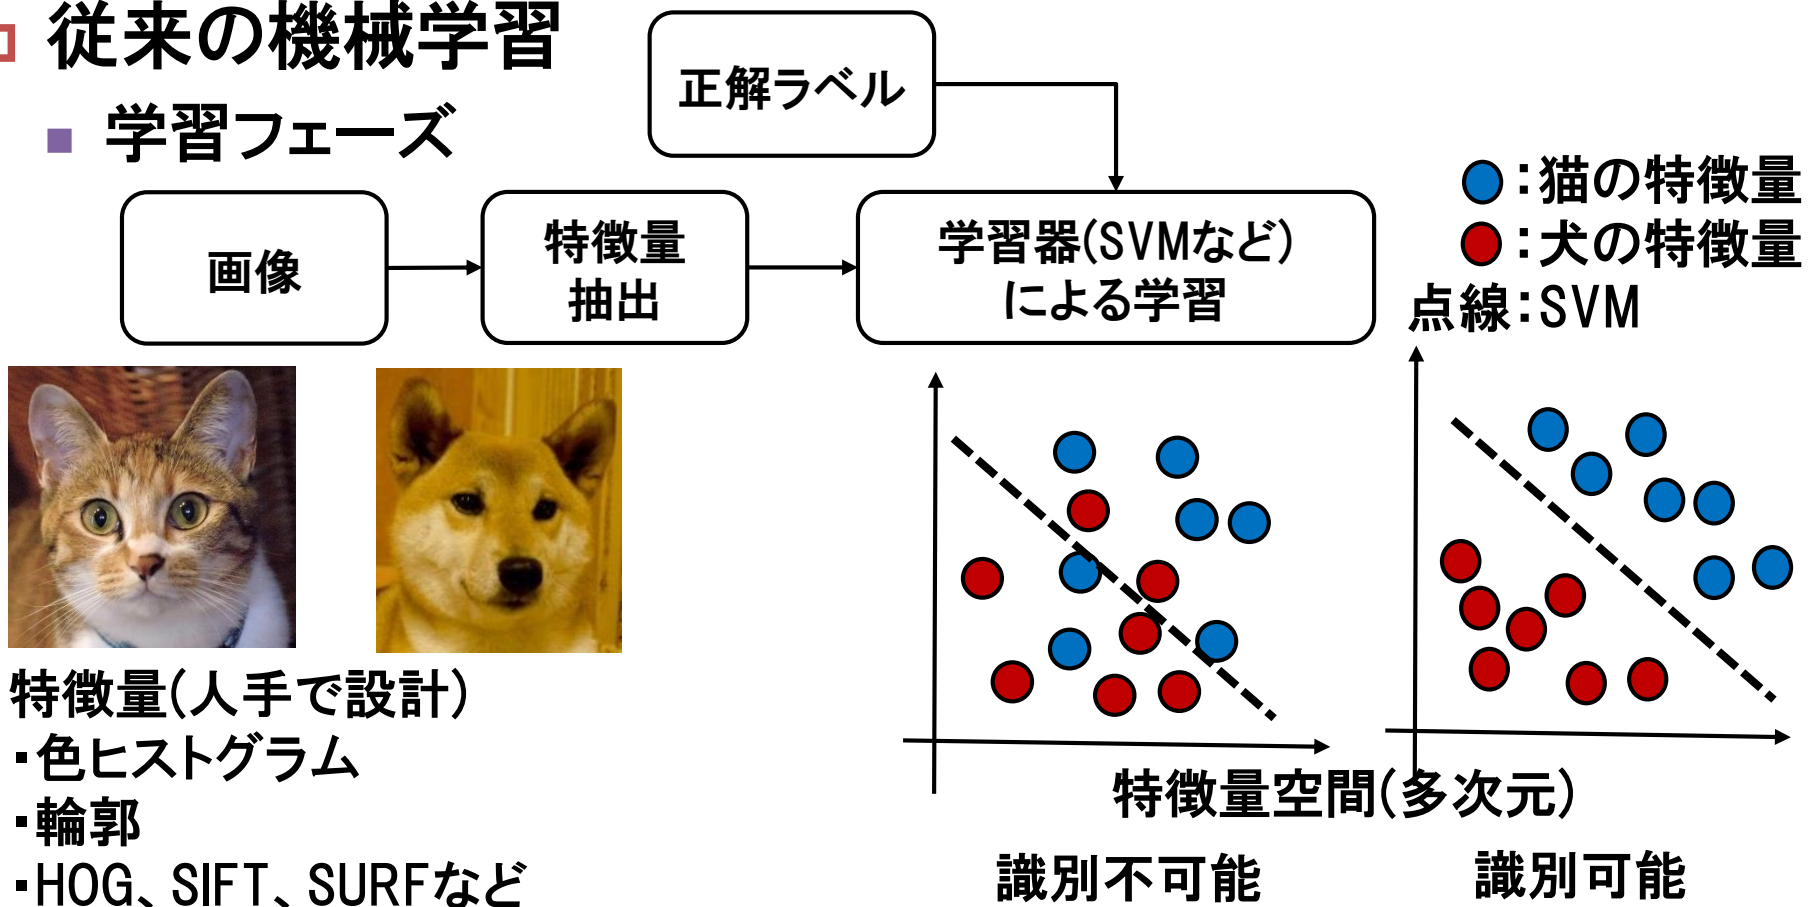 従来の機械学習
学習フェーズ
正解ラベル
画像
特徴量
抽出
学習器(SVMなど)
による学習
：猫の特徴量
：犬の特徴量
点線：SVM
特徴量(人手で設計)
・色ヒストグラム
・輪郭
・HOG、SIFT、SURFなど
特徴量空間(多次元)
識別不可能
識別可能